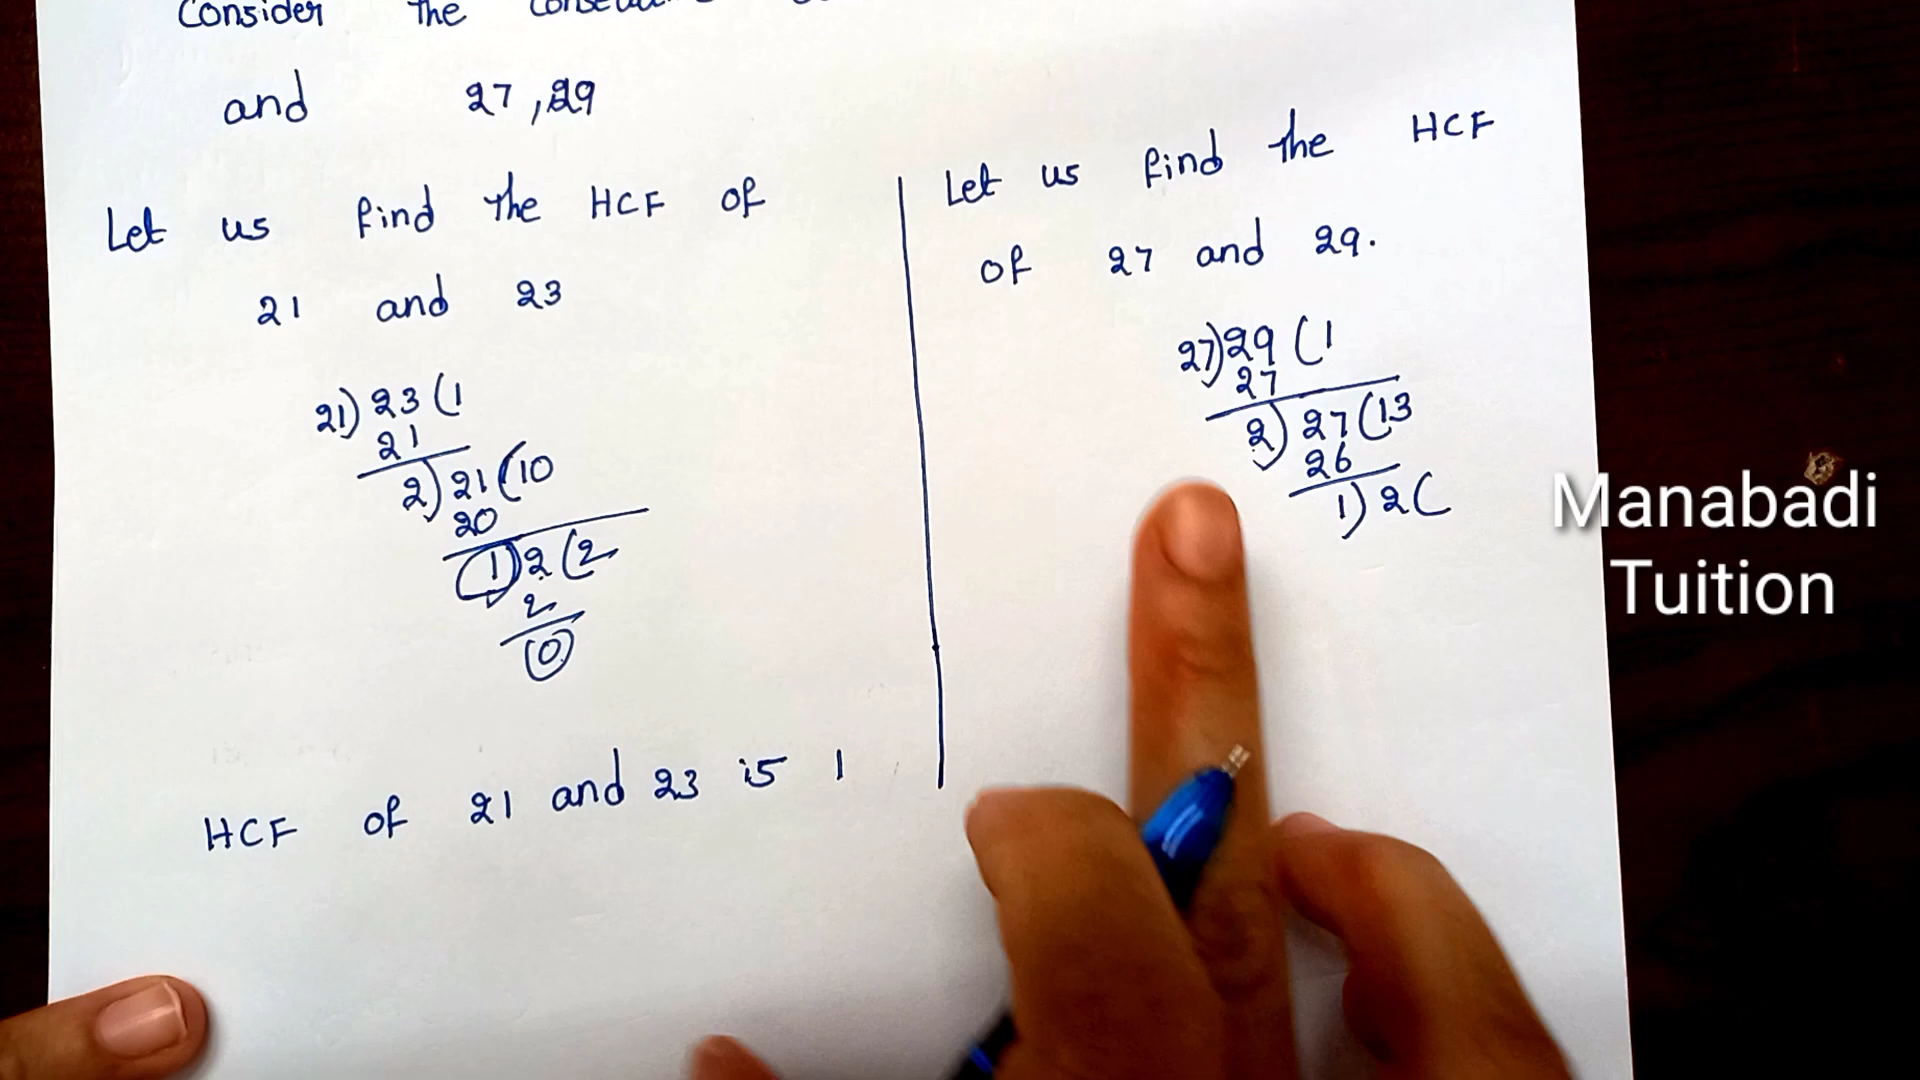 Consider the
and 27, 29
Let us find the HCF of
21 and 23
21) 23 (1
21
2) 21 (10
20
1) 2 (2
2
0
HCF of 21 and 23 is 1
Let us find the HCF
of 27 and 29.
27) 29 (1
27
2) 27 (13
26
1) 2 (
Manabadi
Tuition